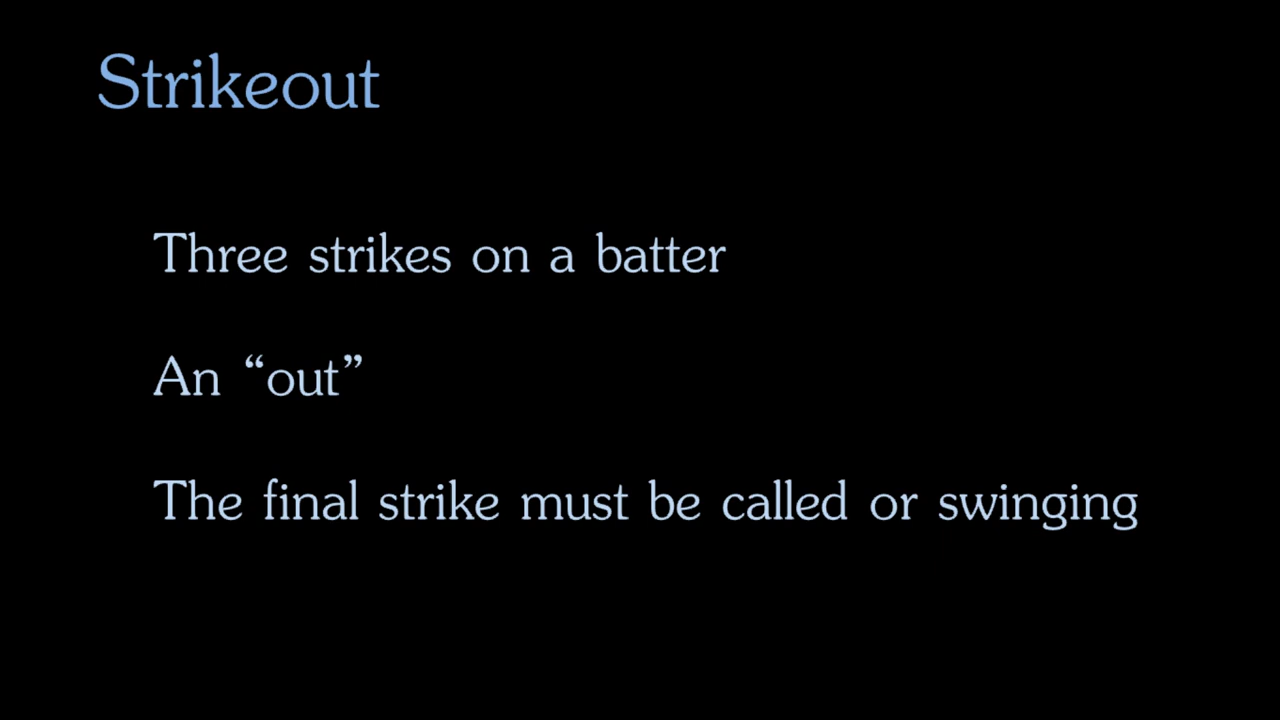 Strikeout
Three strikes on a batter
An “out”
The final strike must be called or swinging